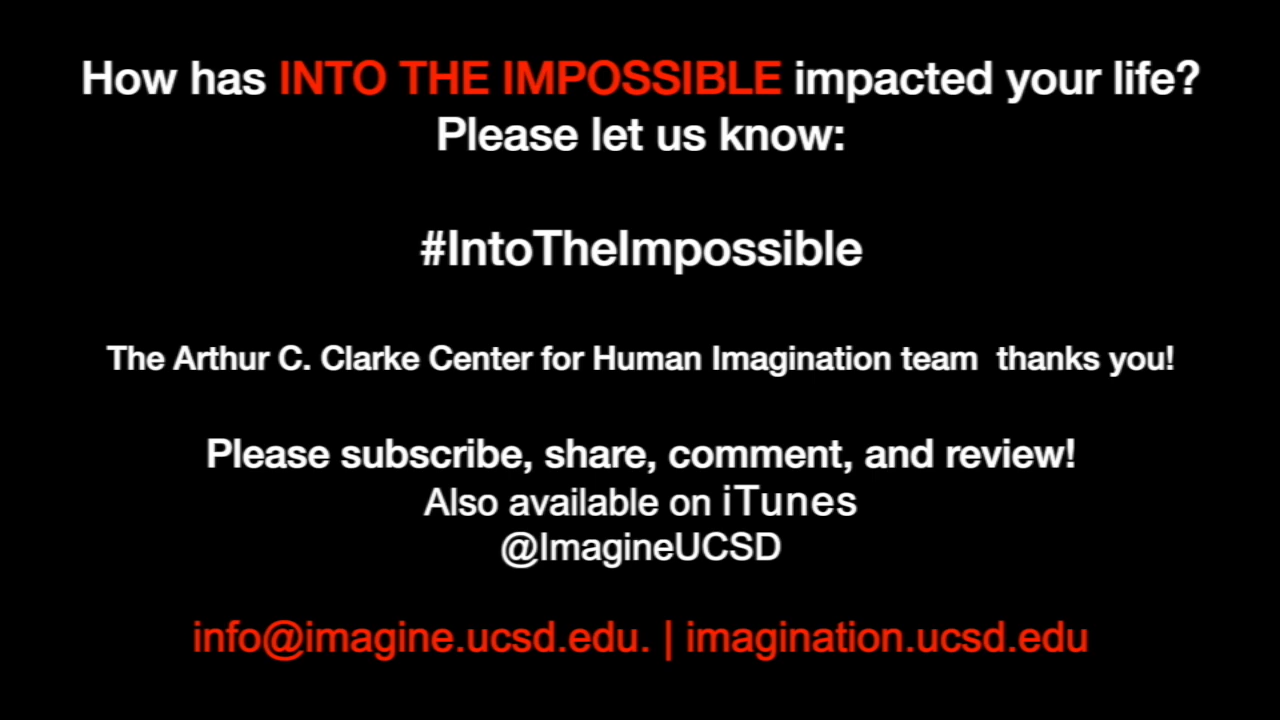 How has INTO THE IMPOSSIBLE impacted your life?
Please let us know:
#IntoTheImpossible
The Arthur C. Clarke Center for Human Imagination team  thanks you!
Please subscribe, share, comment, and review!
Also available on iTunes
@ImagineUCSD
info@imagine.ucsd.edu. | imagination.ucsd.edu